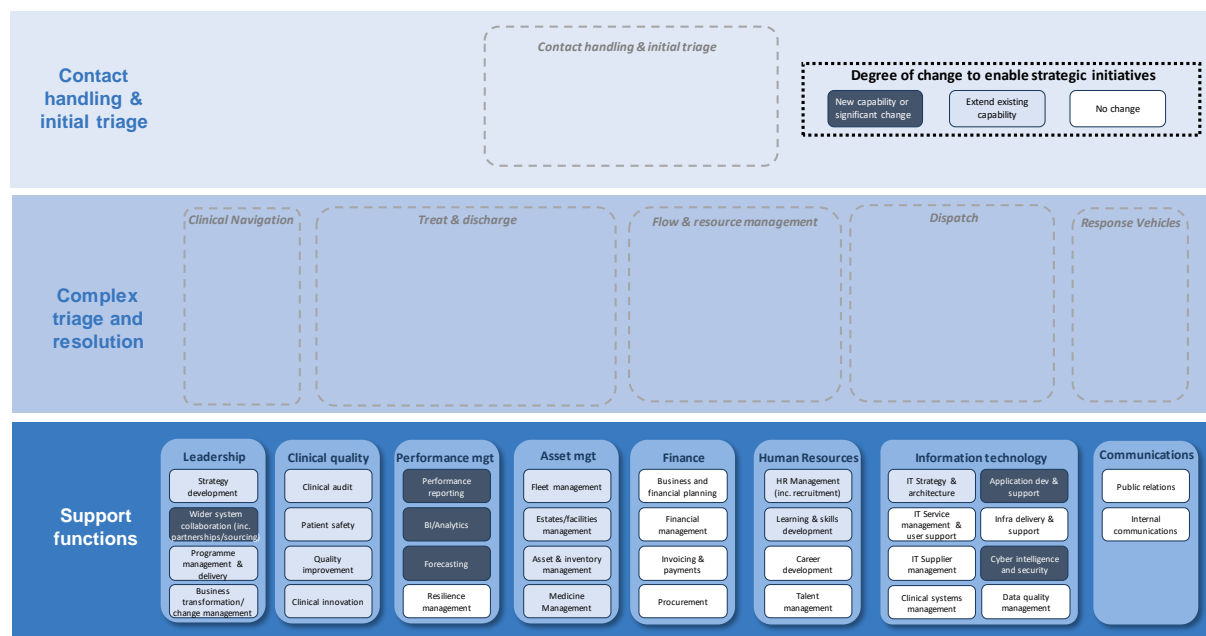 Contact
handling &
initial triage
Contact handling & initial triage
Degree of change to enable strategic initiatives
New capability or
significant change
Extend existing
capability
No change
Complex
triage and
resolution
Clinical Navigation
Treat & discharge
Flow & resource management
Dispatch
Response Vehicles
Support
functions
Leadership
Strategy
development
Wider system
collaboration (inc.
partnerships/sourcing)
Programme
management &
delivery
Business
transformation/
change management
Clinical quality
Clinical audit
Patient safety
Quality
improvement
Clinical innovation
Performance mgt
Performance
reporting
BI/Analytics
Forecasting
Resilience
management
Asset mgt
Fleet management
Estates/facilities
management
Asset & inventory
management
Medicine
Management
Finance
Business and
financial planning
Financial
management
Invoicing &
payments
Procurement
Human Resources
HR Management
(inc. recruitment)
Learning & skills
development
Career
development
Talent
management
Information technology
IT Strategy &
architecture
IT Service
management &
user support
IT Supplier
management
Clinical systems
management
Application dev &
support
Infra delivery &
support
Cyber intelligence
and security
Data quality
management
Communications
Public relations
Internal
communications